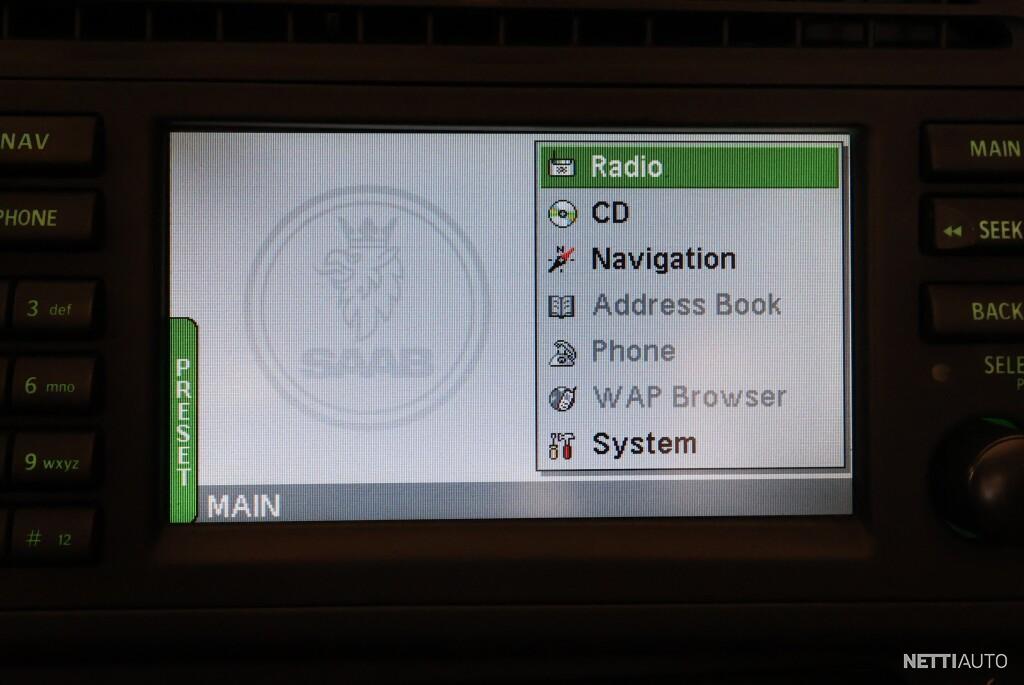 NAV
PHONE
3 def
6 mno
9 wxyz
# 12
PRESET
SAAB
Radio
CD
Navigation
Address Book
Phone
WAP Browser
System
MAIN
MAIN
SEEK
BACK
SELE
P
NETTIAUTO